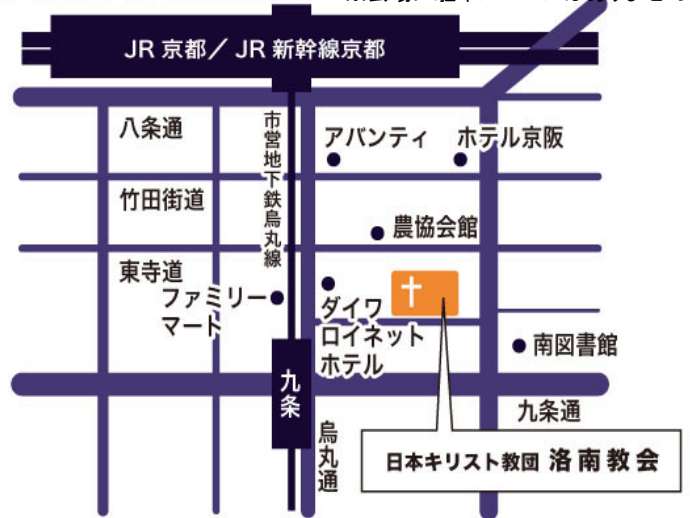 JR 京都／JR 新幹線京都
八条通
市営地下鉄烏丸線
アバンティ
ホテル京阪
竹田街道
農協会館
東寺道
ファミリー
マート
ダイワ
ロイネット
ホテル
南図書館
九条
九条通
烏丸通
日本キリスト教団 洛南教会